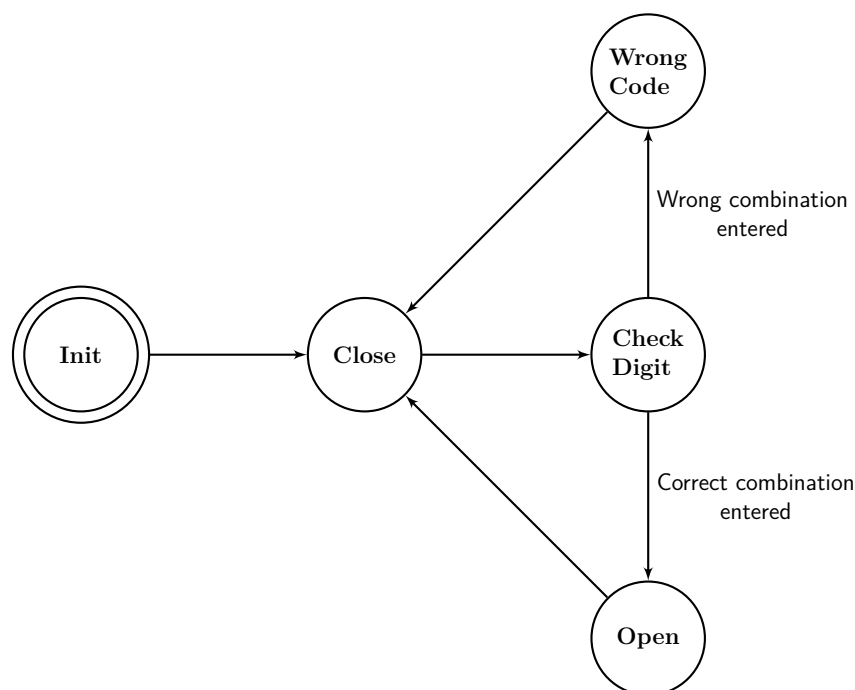 Wrong
Code
Wrong combination
entered
Init
Close
Check
Digit
Correct combination
entered
Open